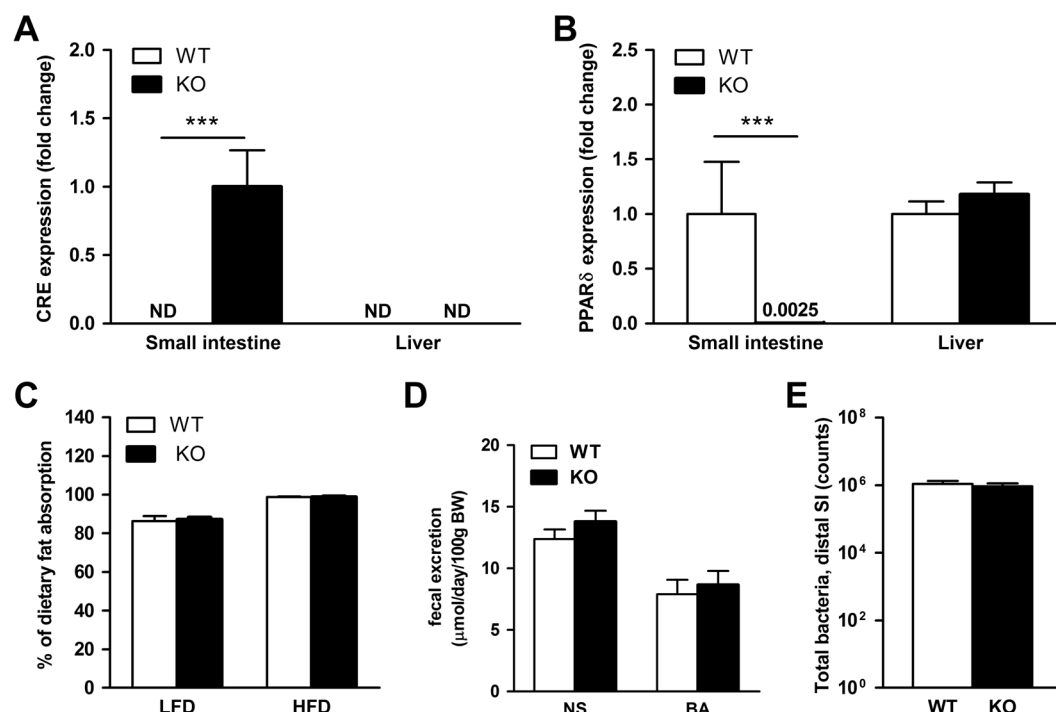 A
CRE expression (fold change)
2.0
1.5
1.0
0.5
0.0
WT
KO
***
ND
ND
ND
Small intestine
Liver
B
PPARδ expression (fold change)
2.5
2.0
1.5
1.0
0.5
0.0
WT
KO
***
0.0025
Small intestine
Liver
C
% of dietary fat absorption
140
120
100
80
60
40
20
0
WT
KO
LFD
HFD
D
fecal excretion
(μmol/day/100g BW)
20
15
10
5
0
WT
KO
NS
BA
E
Total bacteria, distal SI (counts)
10⁸
10⁶
10⁴
10²
10⁰
WT
KO